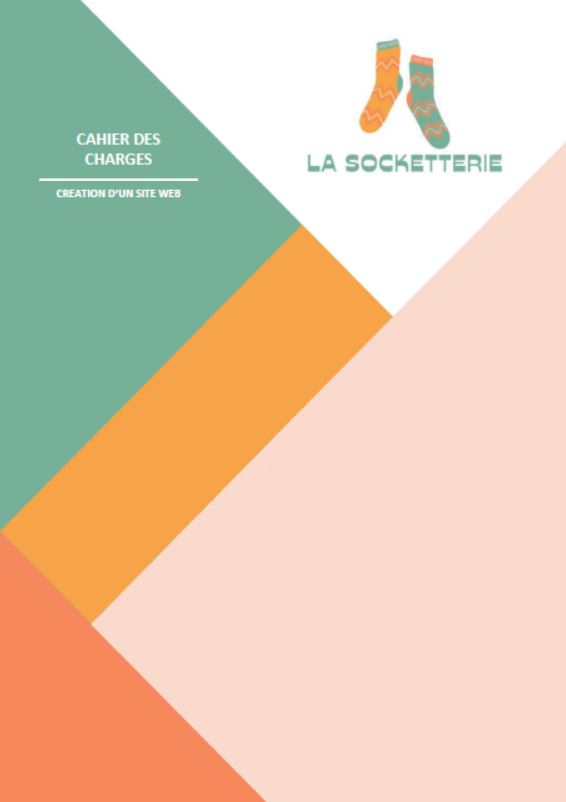 CAHIER DES
CHARGES
CREATION D'UN SITE WEB
LA SOCKETTERIE